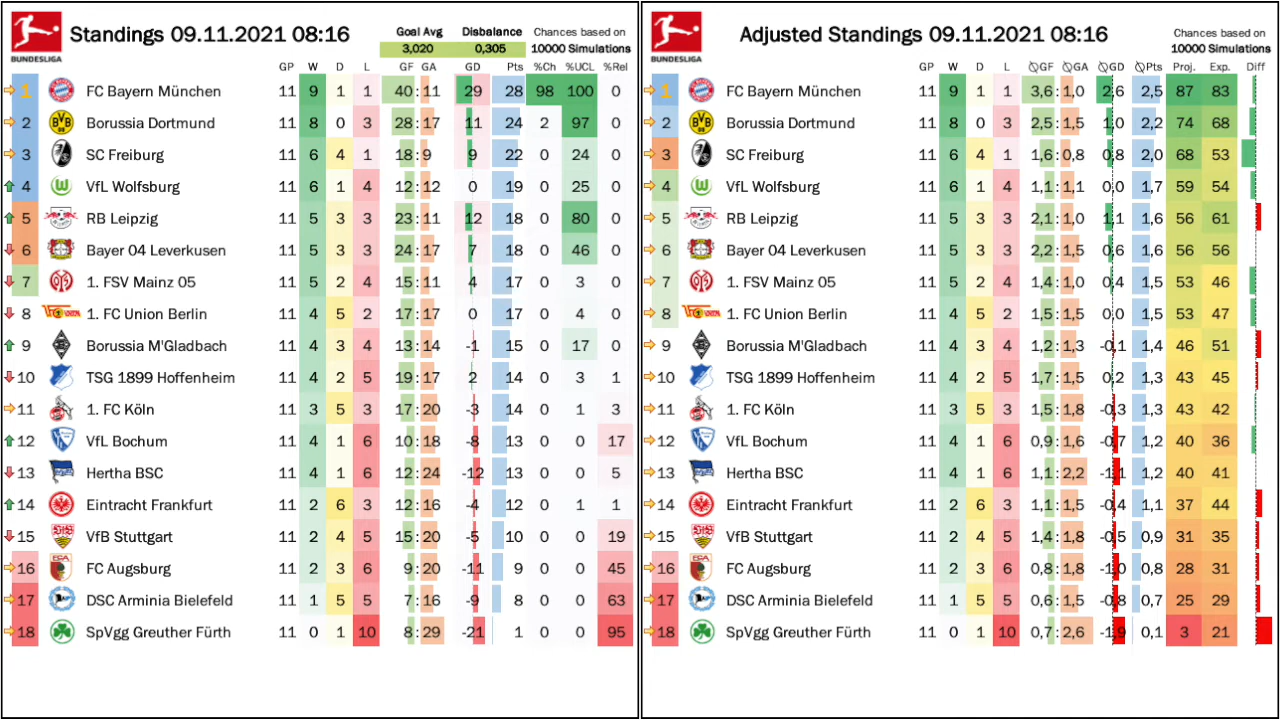 Standings 09.11.2021 08:16
BUNDESLIGA
Goal Avg Disbalance Chances based on
3,020 0,305 10000 Simulations
GP W D L GF GA GD Pts %Ch %UCL %Rel
1 FC Bayern München 11 9 1 1 40:11 29 28 98 100 0
2 Borussia Dortmund 11 8 0 3 28:17 11 24 2 97 0
3 SC Freiburg 11 6 4 1 18:9 9 22 0 24 0
4 VfL Wolfsburg 11 6 1 4 12:12 0 19 0 25 0
5 RB Leipzig 11 5 3 3 23:11 12 18 0 80 0
6 Bayer 04 Leverkusen 11 5 3 3 24:17 7 18 0 46 0
7 1. FSV Mainz 05 11 5 2 4 15:11 4 17 0 3 0
8 1. FC Union Berlin 11 4 5 2 17:17 0 17 0 4 0
9 Borussia M'Gladbach 11 4 3 4 13:14 -1 15 0 17 0
10 TSG 1899 Hoffenheim 11 4 2 5 19:17 2 14 0 3 1
11 1. FC Köln 11 3 5 3 17:20 -3 14 0 1 3
12 VfL Bochum 11 4 1 6 10:18 -8 13 0 0 17
13 Hertha BSC 11 4 1 6 12:24 -12 13 0 0 5
14 Eintracht Frankfurt 11 2 6 3 12:16 -4 12 0 1 1
15 VfB Stuttgart 11 2 4 5 15:20 -5 10 0 0 19
16 FC Augsburg 11 2 3 6 9:20 -11 9 0 0 45
17 DSC Arminia Bielefeld 11 1 5 5 7:16 -9 8 0 0 63
18 SpVgg Greuther Fürth 11 0 1 10 8:29 -21 1 0 0 95
Adjusted Standings 09.11.2021 08:16
BUNDESLIGA
Chances based on
10000 Simulations
GP W D L ∅GF ∅GA ∅GD ∅Pts Proj. Exp. Diff
1 FC Bayern München 11 9 1 1 3,6:1,0 2,6 2,5 87 83
2 Borussia Dortmund 11 8 0 3 2,5:1,5 1,0 2,2 74 68
3 SC Freiburg 11 6 4 1 1,6:0,8 0,8 2,0 68 53
4 VfL Wolfsburg 11 6 1 4 1,1:1,1 0,0 1,7 59 54
5 RB Leipzig 11 5 3 3 2,1:1,0 1,1 1,6 56 61
6 Bayer 04 Leverkusen 11 5 3 3 2,2:1,5 0,6 1,6 56 56
7 1. FSV Mainz 05 11 5 2 4 1,4:1,0 0,4 1,5 53 46
8 1. FC Union Berlin 11 4 5 2 1,5:1,5 0,0 1,5 53 47
9 Borussia M'Gladbach 11 4 3 4 1,2:1,3 -0,1 1,4 46 51
10 TSG 1899 Hoffenheim 11 4 2 5 1,7:1,5 0,2 1,3 43 45
11 1. FC Köln 11 3 5 3 1,5:1,8 -0,3 1,3 43 42
12 VfL Bochum 11 4 1 6 0,9:1,6 -0,7 1,2 40 36
13 Hertha BSC 11 4 1 6 1,1:2,2 -1,1 1,2 40 41
14 Eintracht Frankfurt 11 2 6 3 1,1:1,5 -0,4 1,1 37 44
15 VfB Stuttgart 11 2 4 5 1,4:1,8 -0,5 0,9 31 35
16 FC Augsburg 11 2 3 6 0,8:1,8 -1,0 0,8 28 31
17 DSC Arminia Bielefeld 11 1 5 5 0,6:1,5 -0,8 0,7 25 29
18 SpVgg Greuther Fürth 11 0 1 10 0,7:2,6 -1,9 0,1 3 21